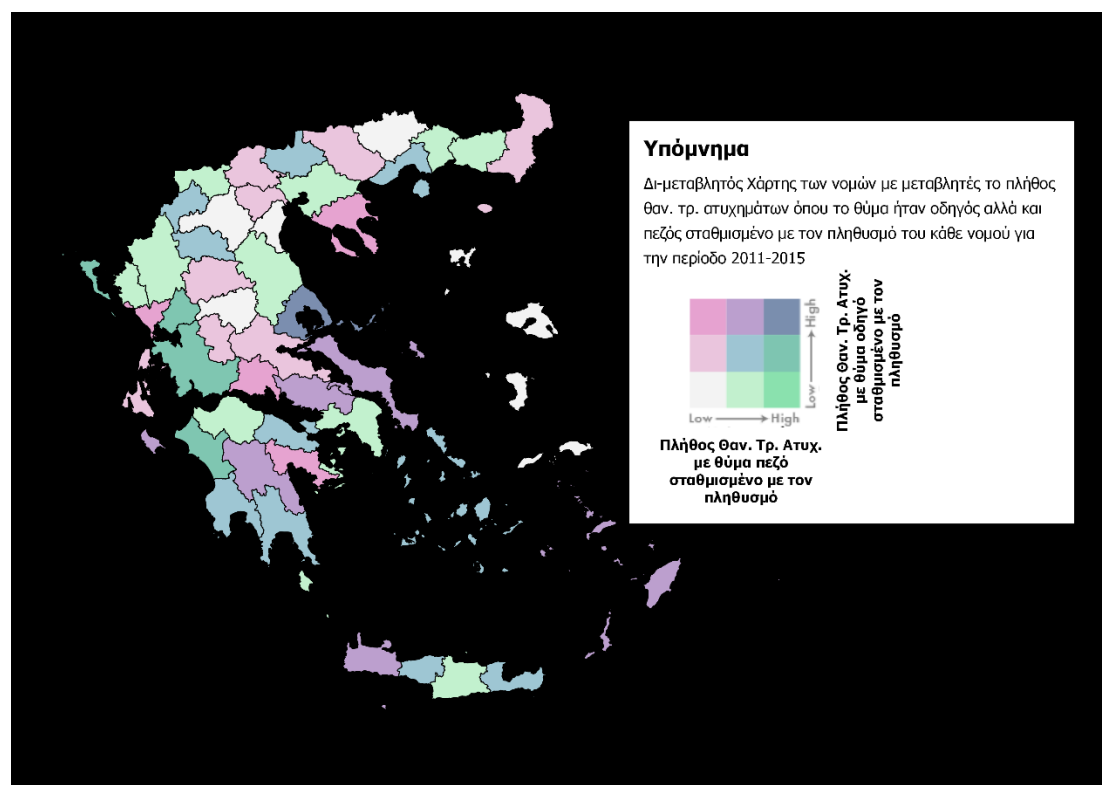 Υπόμνημα
Δι-μεταβλητός Χάρτης των νομών με μεταβλητές το πλήθος
θαν. τρ. ατυχημάτων όπου το θύμα ήταν οδηγός αλλά και
πεζός σταθμισμένο με τον πληθυσμό του κάθε νομού για
την περίοδο 2011-2015
High
Low
Low
High
Πλήθος Θαν. Τρ. Ατυχ.
με θύμα οδηγό
σταθμισμένο με τον
πληθυσμό
Πλήθος Θαν. Τρ. Ατυχ.
με θύμα πεζό
σταθμισμένο με τον
πληθυσμό